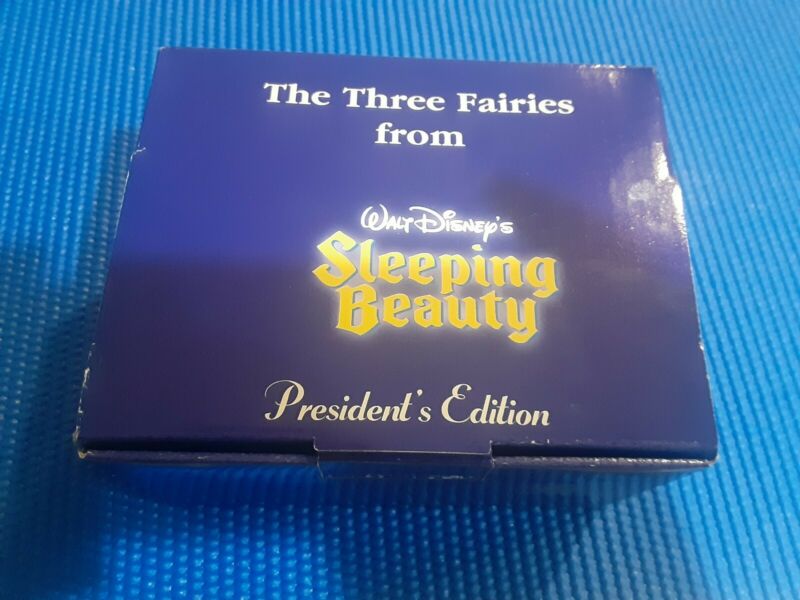 The Three Fairies
from
Walt Disney's
Sleeping
Beauty
President's Edition